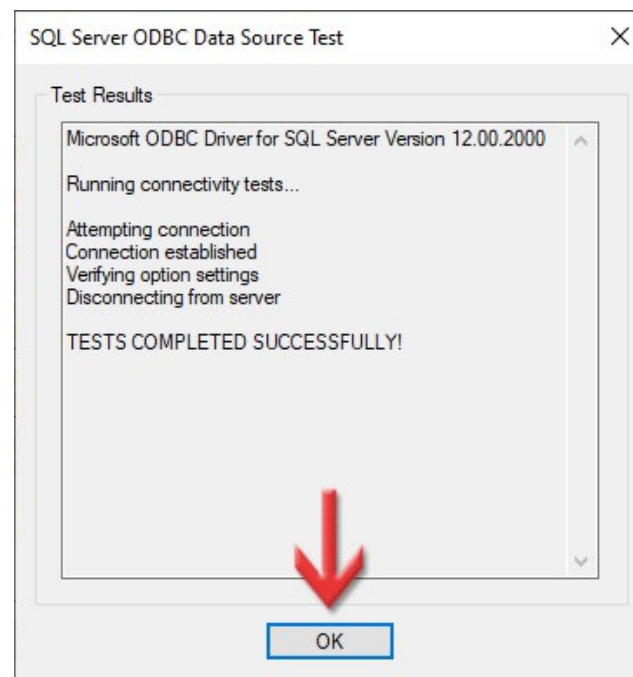 SQL Server ODBC Data Source Test
Test Results
Microsoft ODBC Driver for SQL Server Version 12.00.2000
Running connectivity tests...
Attempting connection
Connection established
Verifying option settings
Disconnecting from server
TESTS COMPLETED SUCCESSFULLY!
OK